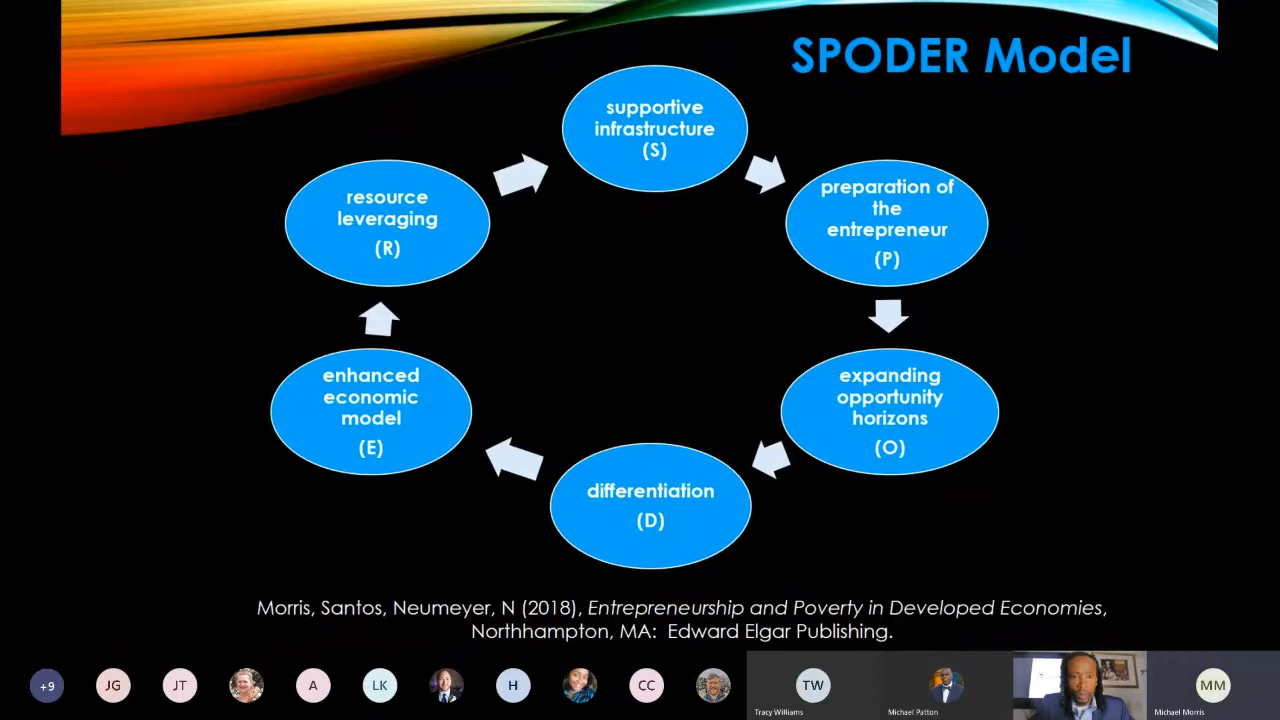 SPODER Model
supportive
infrastructure
(S)
preparation of
the
entrepreneur
(P)
expanding
opportunity
horizons
(O)
differentiation
(D)
enhanced
economic
model
(E)
resource
leveraging
(R)
Morris, Santos, Neumeyer, N (2018), Entrepreneurship and Poverty in Developed Economies,
Northhampton, MA: Edward Elgar Publishing.
+9
JG
JT
A
LK
H
CC
TW
Tracy Williams
Michael Patton
MM
Michael Morris